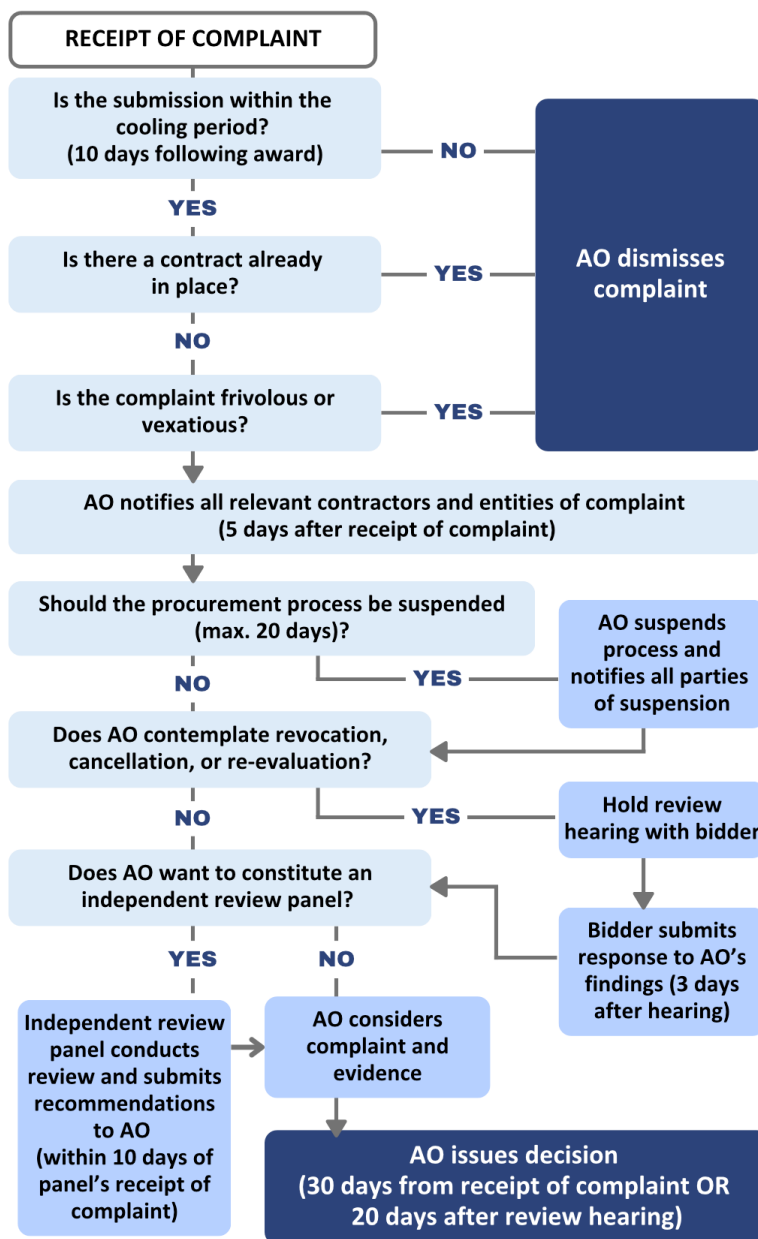 RECEIPT OF COMPLAINT
Is the submission within the
cooling period?
(10 days following award)
NO
YES
Is there a contract already
in place?
YES
AO dismisses
complaint
NO
Is the complaint frivolous or
vexatious?
YES
AO notifies all relevant contractors and entities of complaint
(5 days after receipt of complaint)
Should the procurement process be suspended
(max. 20 days)?
YES
AO suspends
process and
notifies all parties
of suspension
NO
Does AO contemplate revocation,
cancellation, or re-evaluation?
YES
Hold review
hearing with bidder
NO
Does AO want to constitute an
independent review panel?
Bidder submits
response to AO's
findings (3 days
after hearing)
YES
NO
Independent review
panel conducts
review and submits
recommendations
to AO
(within 10 days of
panel's receipt of
complaint)
AO considers
complaint and
evidence
AO issues decision
(30 days from receipt of complaint OR
20 days after review hearing)